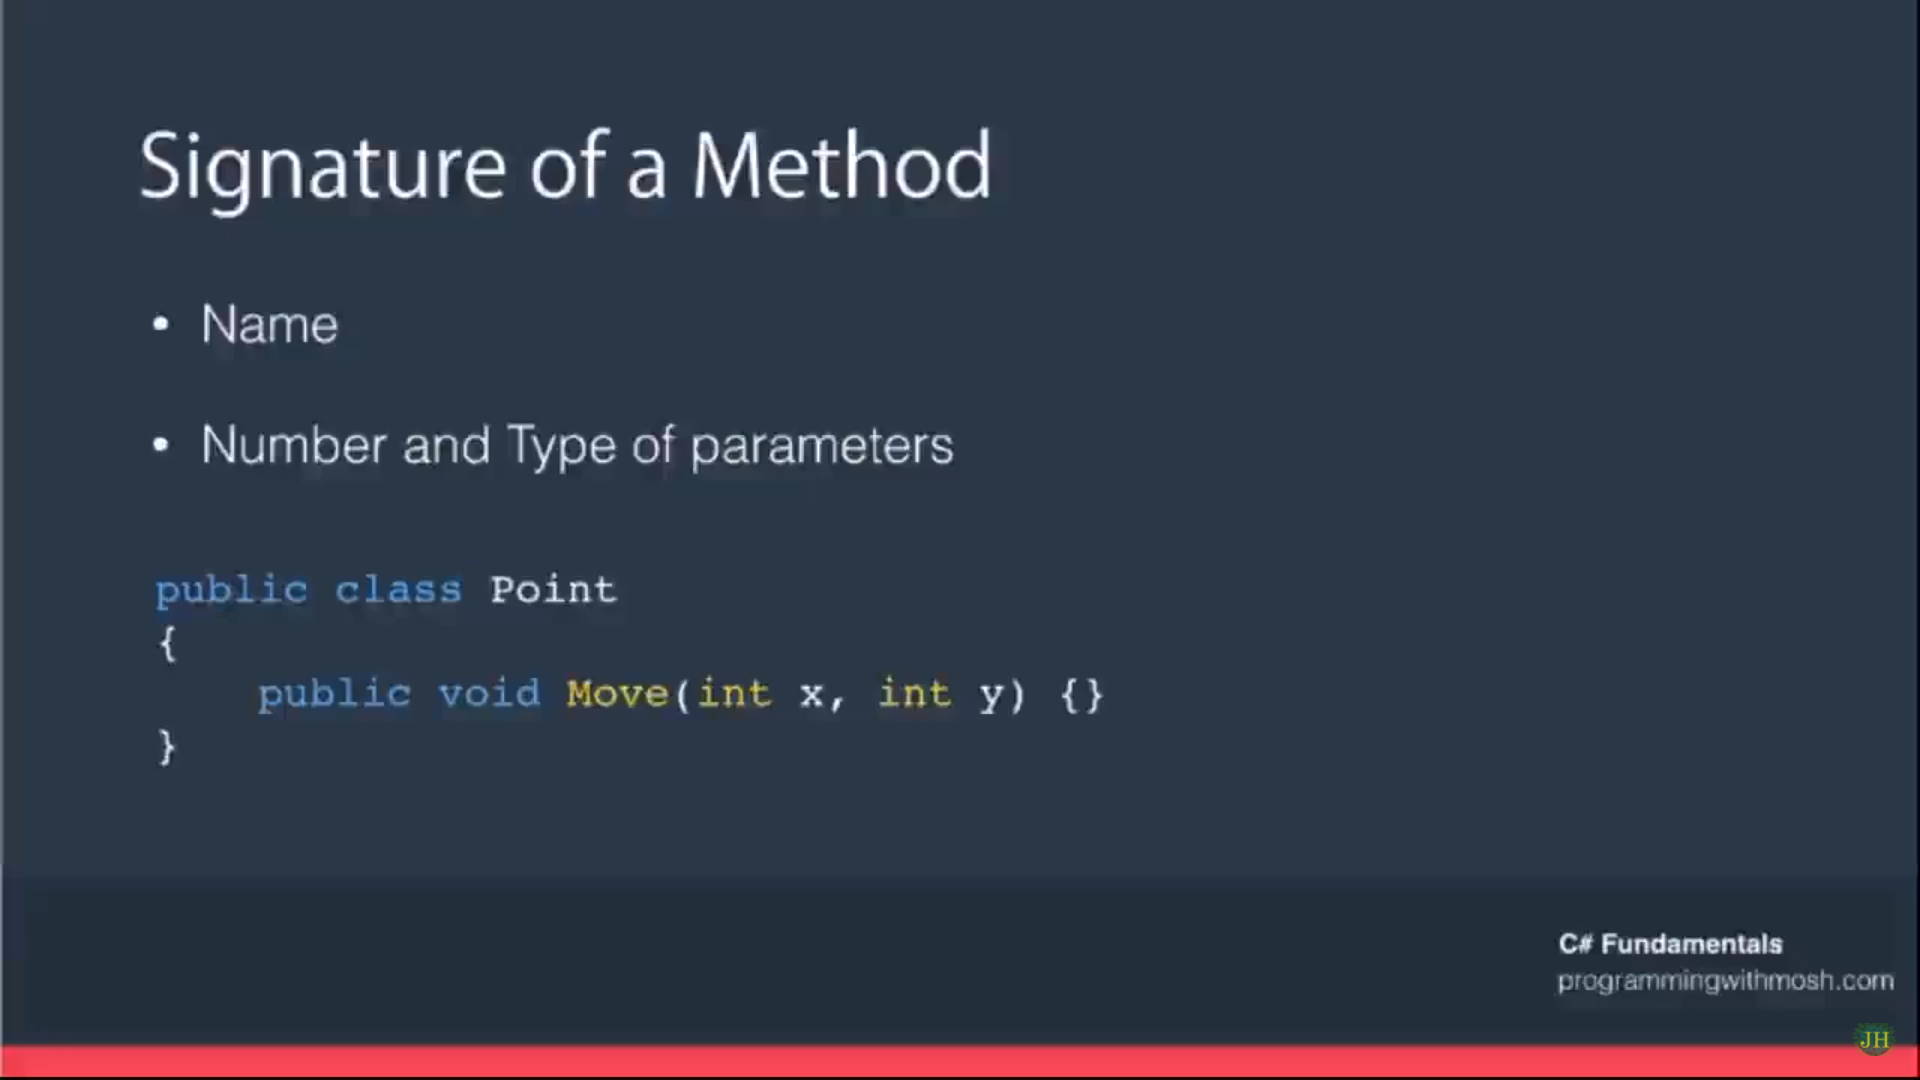 Signature of a Method
• Name
• Number and Type of parameters
public class Point
{
    public void Move(int x, int y) {}
}
C# Fundamentals
programmingwithmosh.com
JH